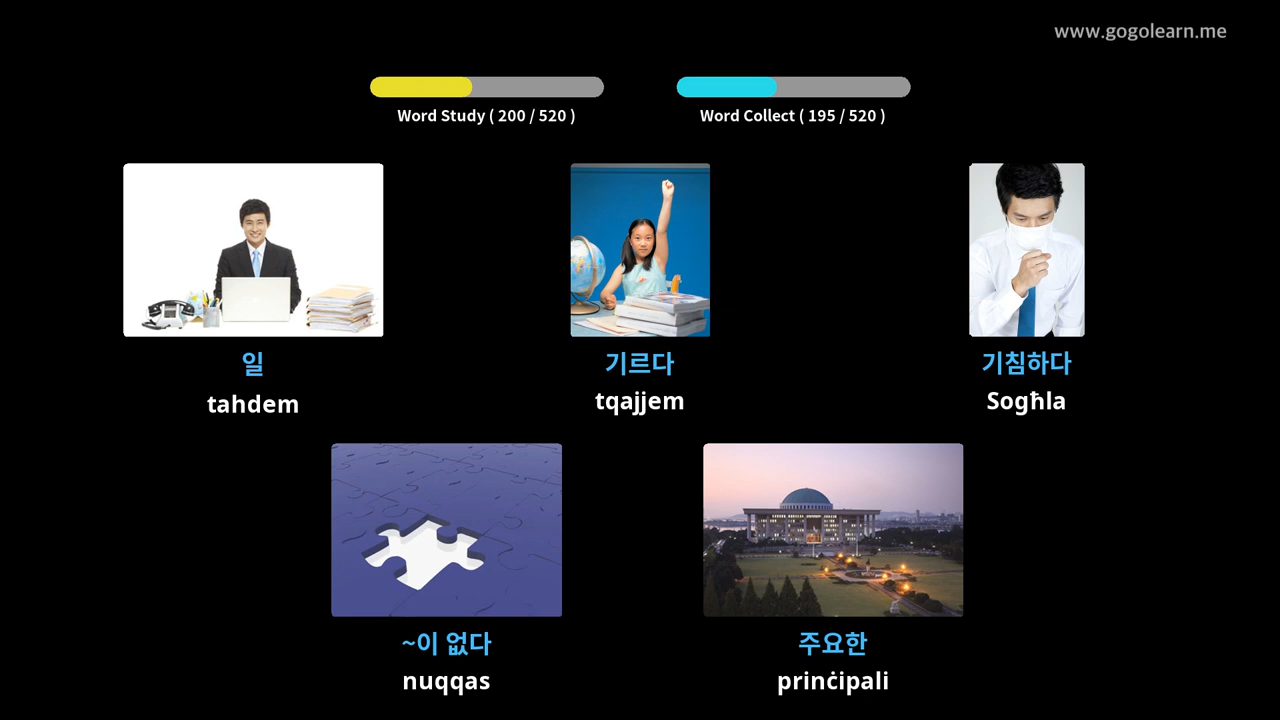 www.gogolearn.me
Word Study ( 200 / 520 )
Word Collect ( 195 / 520 )
일
tahdem
기르다
tqajjem
기침하다
Sogħla
~이 없다
nuqqas
주요한
prinċipali